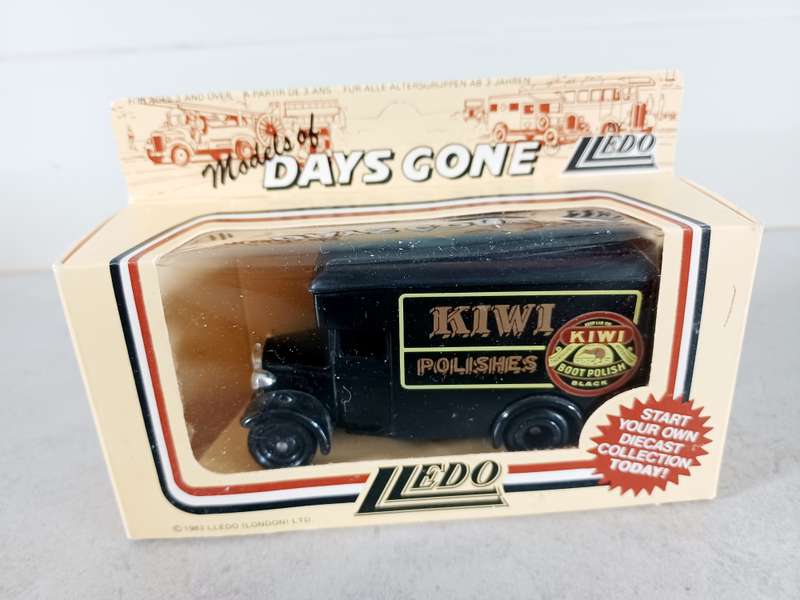 FOR AGES 3 AND OVER. A PARTIR DE 3 ANS. FÜR ALLE ALTERSGRUPPEN AB 3 JAHREN
Models of DAYS GONE
LLEDO
KIWI
POLISHES
KIWI
BOOT POLISH
BLACK
START
YOUR OWN
DIECAST
COLLECTION
TODAY!
LLEDO
© 1983 LLEDO (LONDON) LTD.